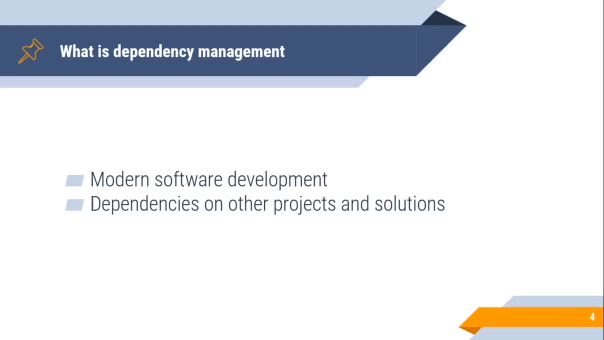 What is dependency management
Modern software development
Dependencies on other projects and solutions
4